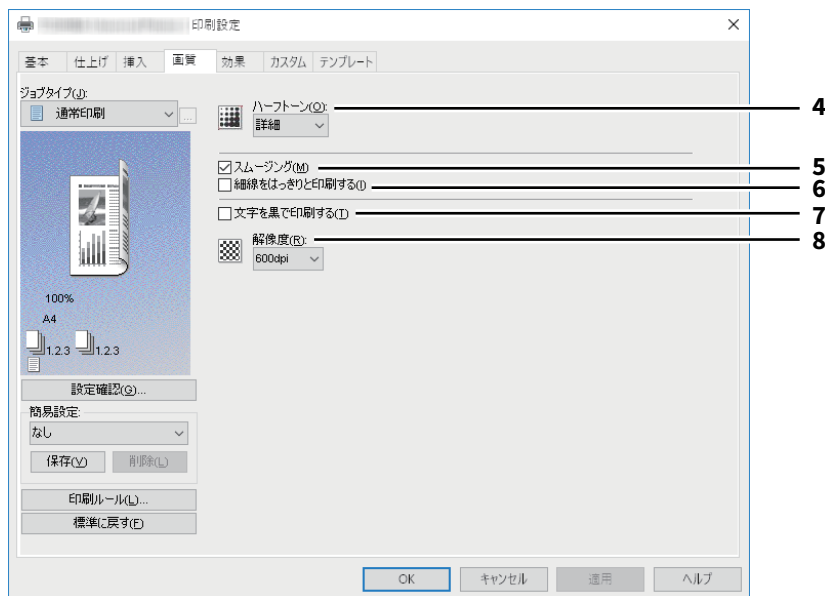 印刷設定
基本 仕上げ 挿入 画質 効果 カスタム テンプレート
ジョブタイプ(J):
通常印刷
...
ハーフトーン(O):
詳細
4
スムージング(M)
5
細線をはっきりと印刷する(I)
6
文字を黒で印刷する(T)
7
解像度(R):
600dpi
8
100%
A4
1.2.3 1.2.3
設定確認(G)...
簡易設定:
なし
保存(V) 削除(L)
印刷ルール(L)...
標準に戻す(F)
OK キャンセル 適用 ヘルプ